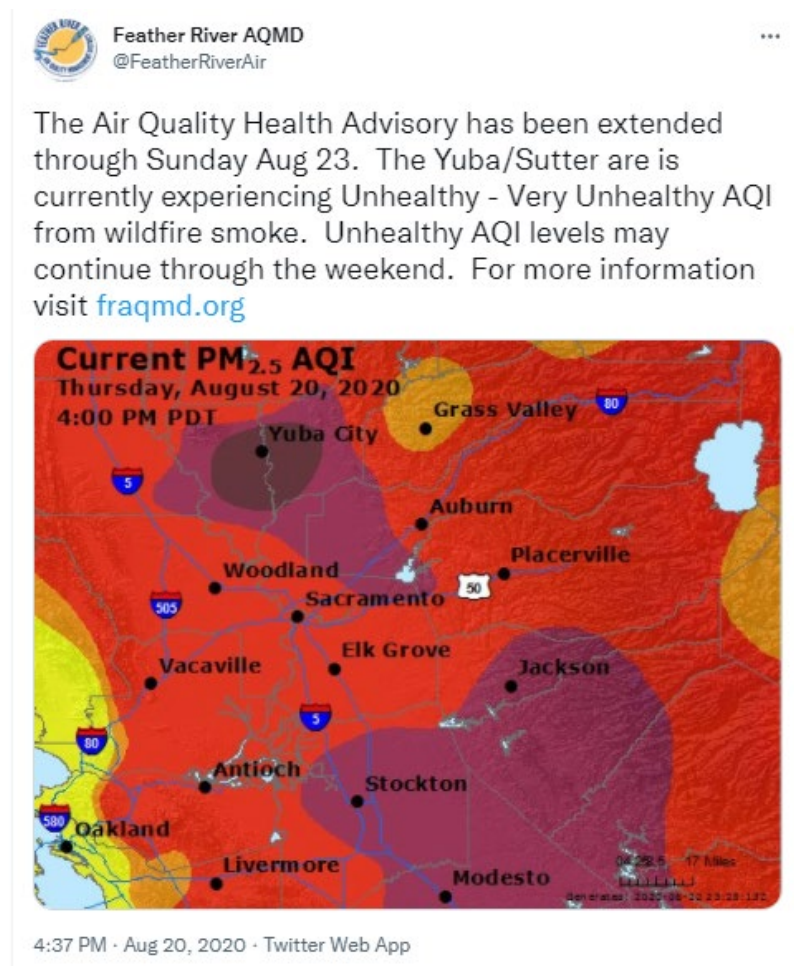 Feather River AQMD
@FeatherRiverAir
The Air Quality Health Advisory has been extended
through Sunday Aug 23.  The Yuba/Sutter are is
currently experiencing Unhealthy - Very Unhealthy AQI
from wildfire smoke.  Unhealthy AQI levels may
continue through the weekend.  For more information
visit fraqmd.org
Current PM2.5 AQI
Thursday, August 20, 2020
4:00 PM PDT
Grass Valley
80
Yuba City
5
Auburn
Placerville
Woodland
50
505
Sacramento
Elk Grove
Vacaville
Jackson
5
80
Antioch
Stockton
580
Oakland
Livermore
17 Miles
Modesto
4:37 PM · Aug 20, 2020 · Twitter Web App